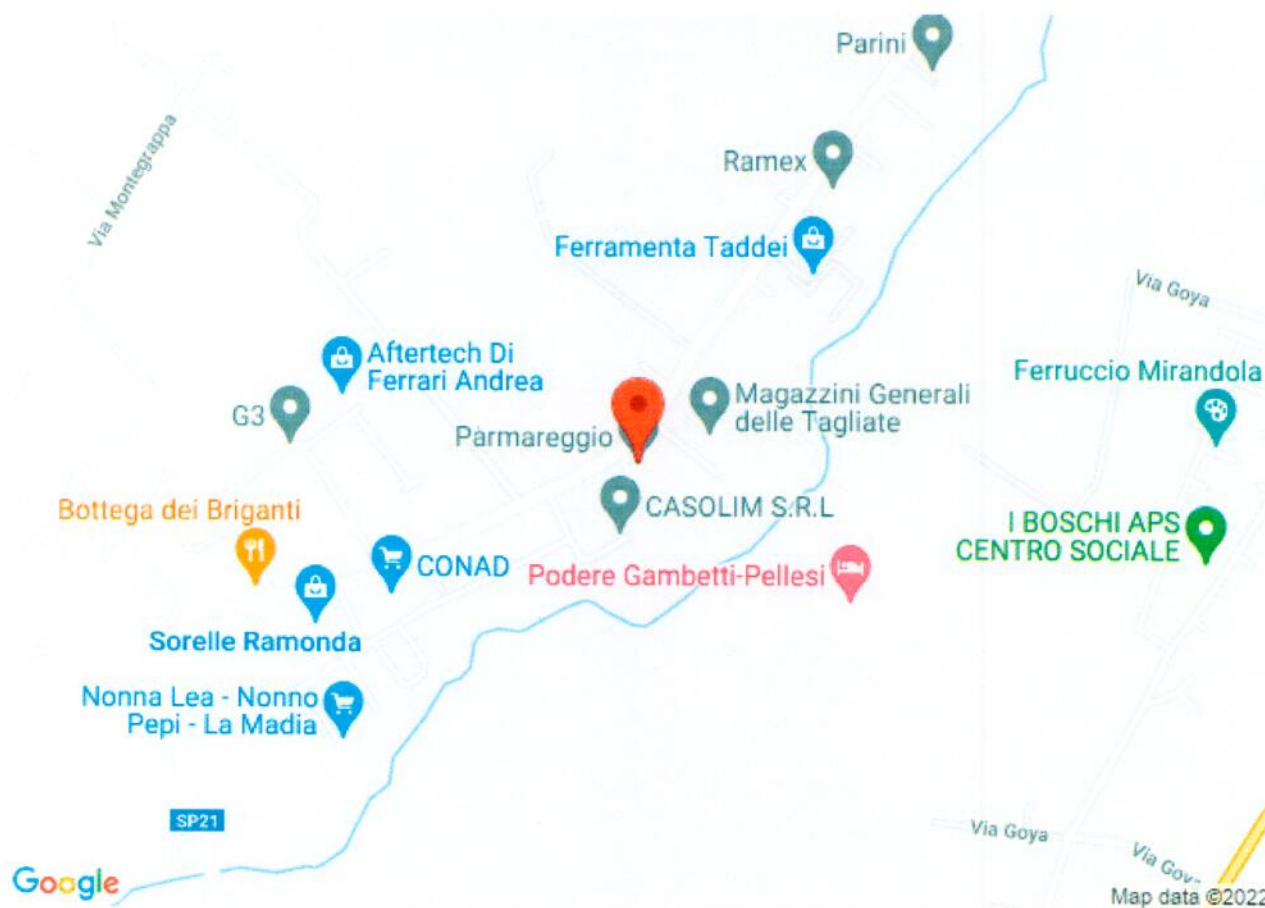 Parini
Via Montegrappa
Ramex
Ferramenta Taddei
Via Goya
Aftertech Di
Ferrari Andrea
Ferruccio Mirandola
G3
Magazzini Generali
delle Tagliate
Parmareggio
Bottega dei Briganti
CASOLIM S.R.L
I BOSCHI APS
CENTRO SOCIALE
CONAD
Podere Gambetti-Pellesi
Sorelle Ramonda
Nonna Lea - Nonno
Pepi - La Madia
SP21
Via Goya
Via Goya
Google
Map data ©2022